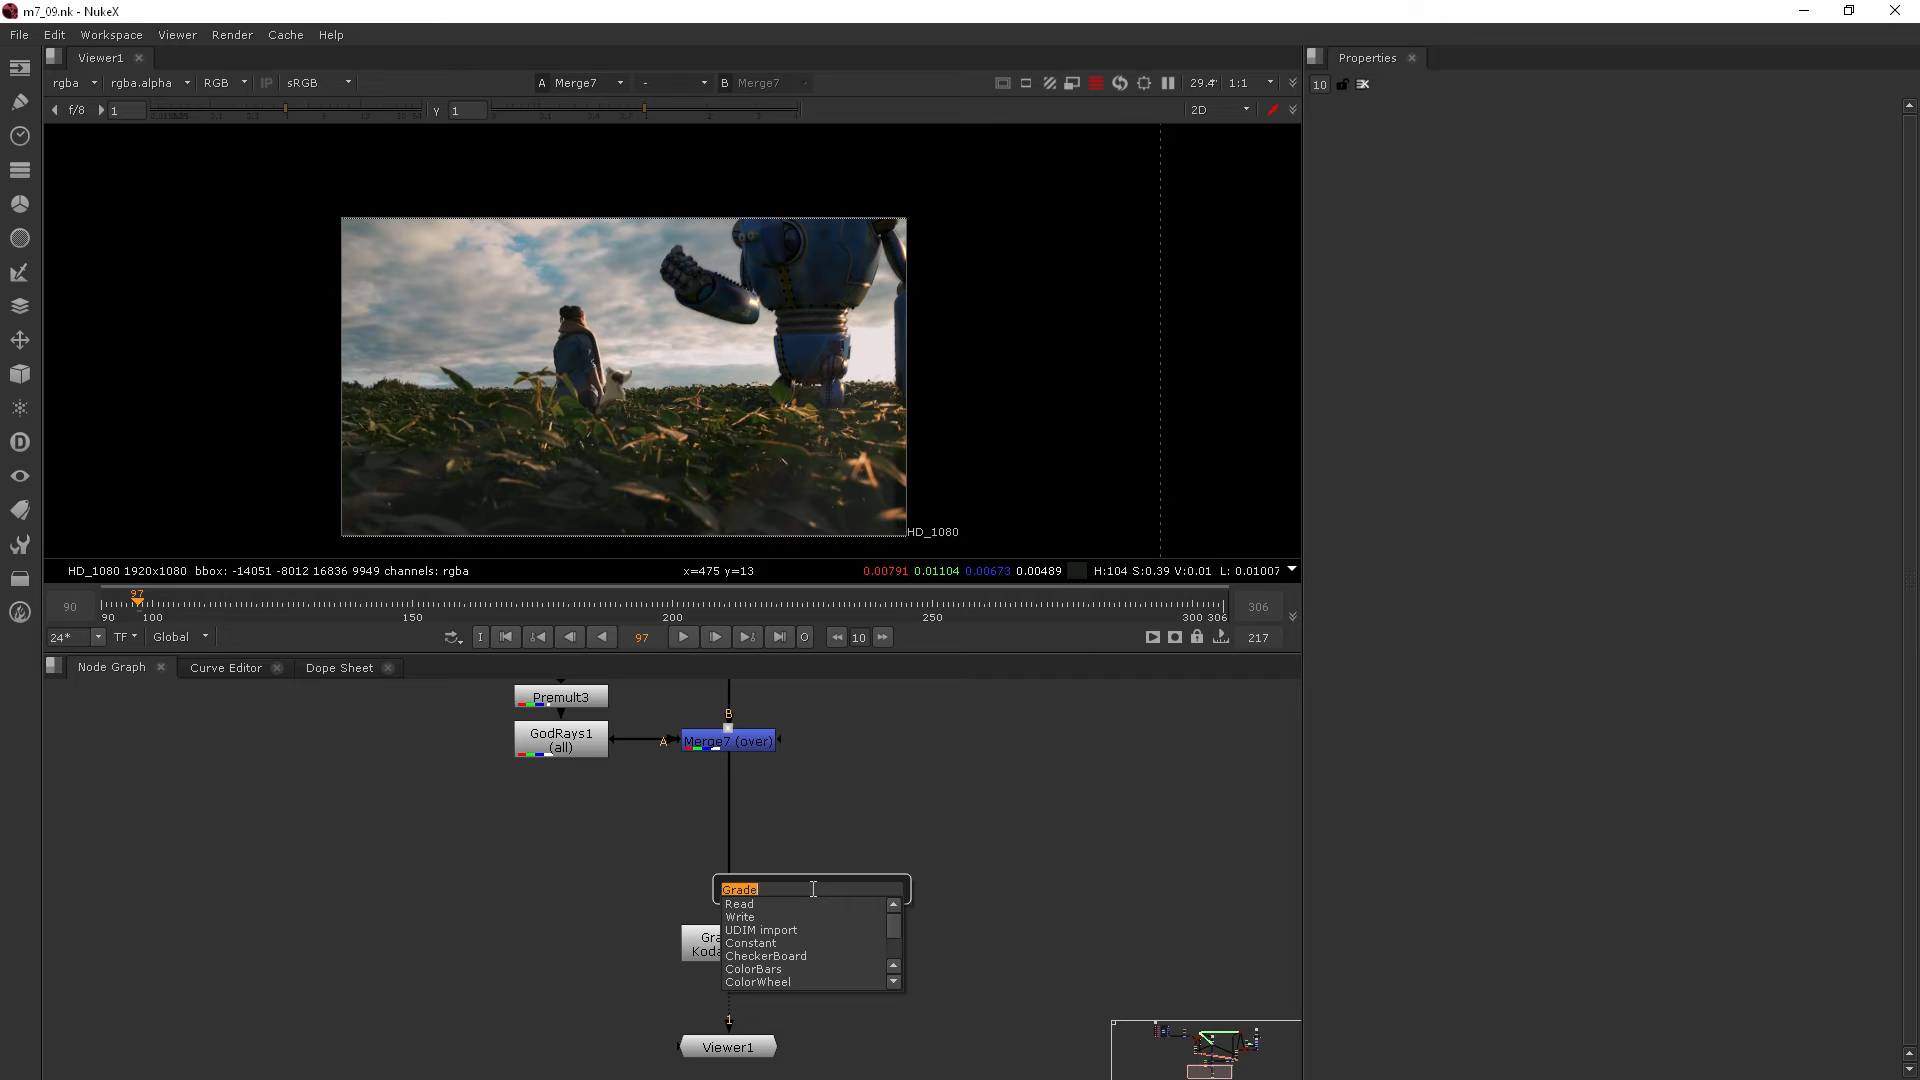 m7_09.nk - NukeX
File Edit Workspace Viewer Render Cache Help
Viewer1
Properties
rgba rgba.alpha RGB IP sRGB A Merge7 - B Merge7 1:1
10
f/8 1 Y 1 2D
HD_1080
HD_1080 1920x1080 bbox: -14051 -8012 16836 9949 channels: rgba x=475 y=13 0.00791 0.01104 0.00673 0.00489 H:104 S:0.39 V:0.01 L: 0.01007
97
90 306
90 100 150 200 250 300 306
24* TF Global I 97 O 10 217
Node Graph Curve Editor Dope Sheet
Premult3
B
GodRays1
(all)
A
Merge7 (over)
Grade
Read
Write
UDIM import
Constant
CheckerBoard
ColorBars
ColorWheel
Gra
Koda
1
Viewer1